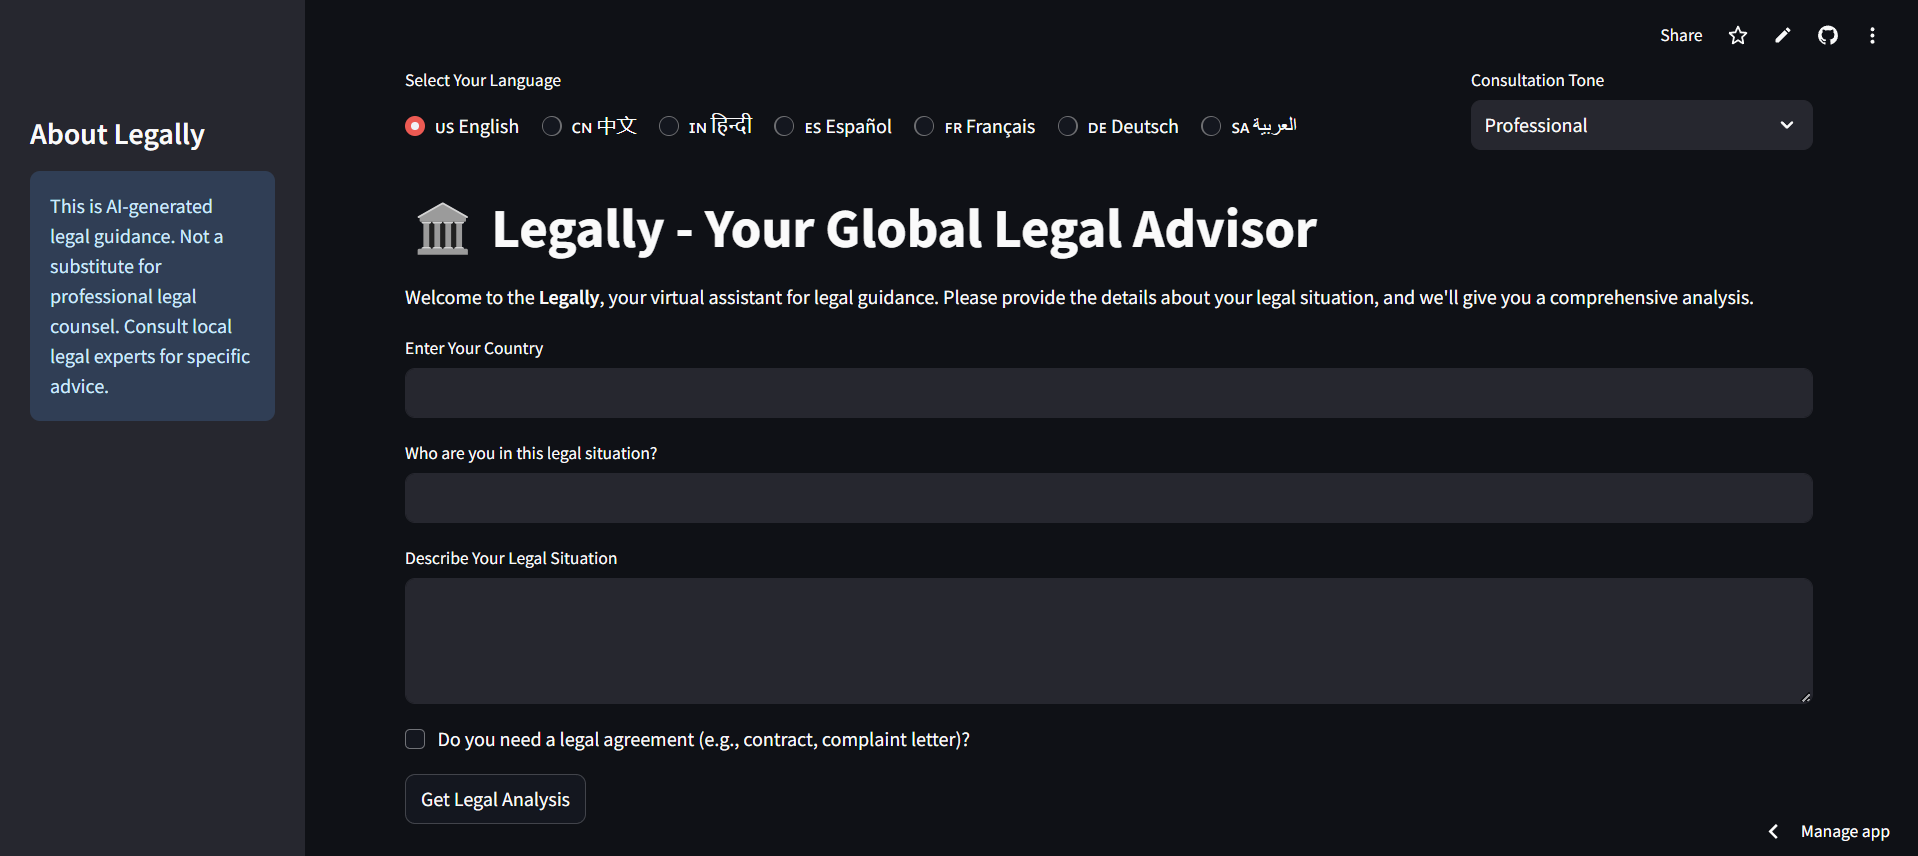 Share
About Legally
This is AI-generated
legal guidance. Not a
substitute for
professional legal
counsel. Consult local
legal experts for specific
advice.
Select Your Language
US English CN 中文 IN हिन्दी ES Español FR Français DE Deutsch SA العربية
Consultation Tone
Professional
Legally - Your Global Legal Advisor
Welcome to the Legally, your virtual assistant for legal guidance. Please provide the details about your legal situation, and we'll give you a comprehensive analysis.
Enter Your Country
Who are you in this legal situation?
Describe Your Legal Situation
Do you need a legal agreement (e.g., contract, complaint letter)?
Get Legal Analysis
Manage app